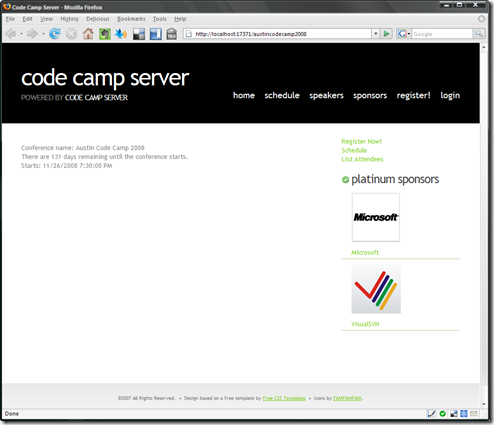 Code Camp Server - Mozilla Firefox
File Edit View History Delicious Bookmarks Tools Help
http://localhost:17371/austincodecamp2008
Google
code camp server
POWERED BY CODE CAMP SERVER
home schedule speakers sponsors register! login
Conference name: Austin Code Camp 2008
There are 131 days remaining until the conference starts.
Starts: 11/26/2008 7:30:00 PM
Register Now!
Schedule
List Attendees
platinum sponsors
Microsoft
Microsoft
VisualSVN
©2007 All Rights Reserved. • Design based on a free template by Free CSS Templates • Icons by FAMFAMFAM.
Done